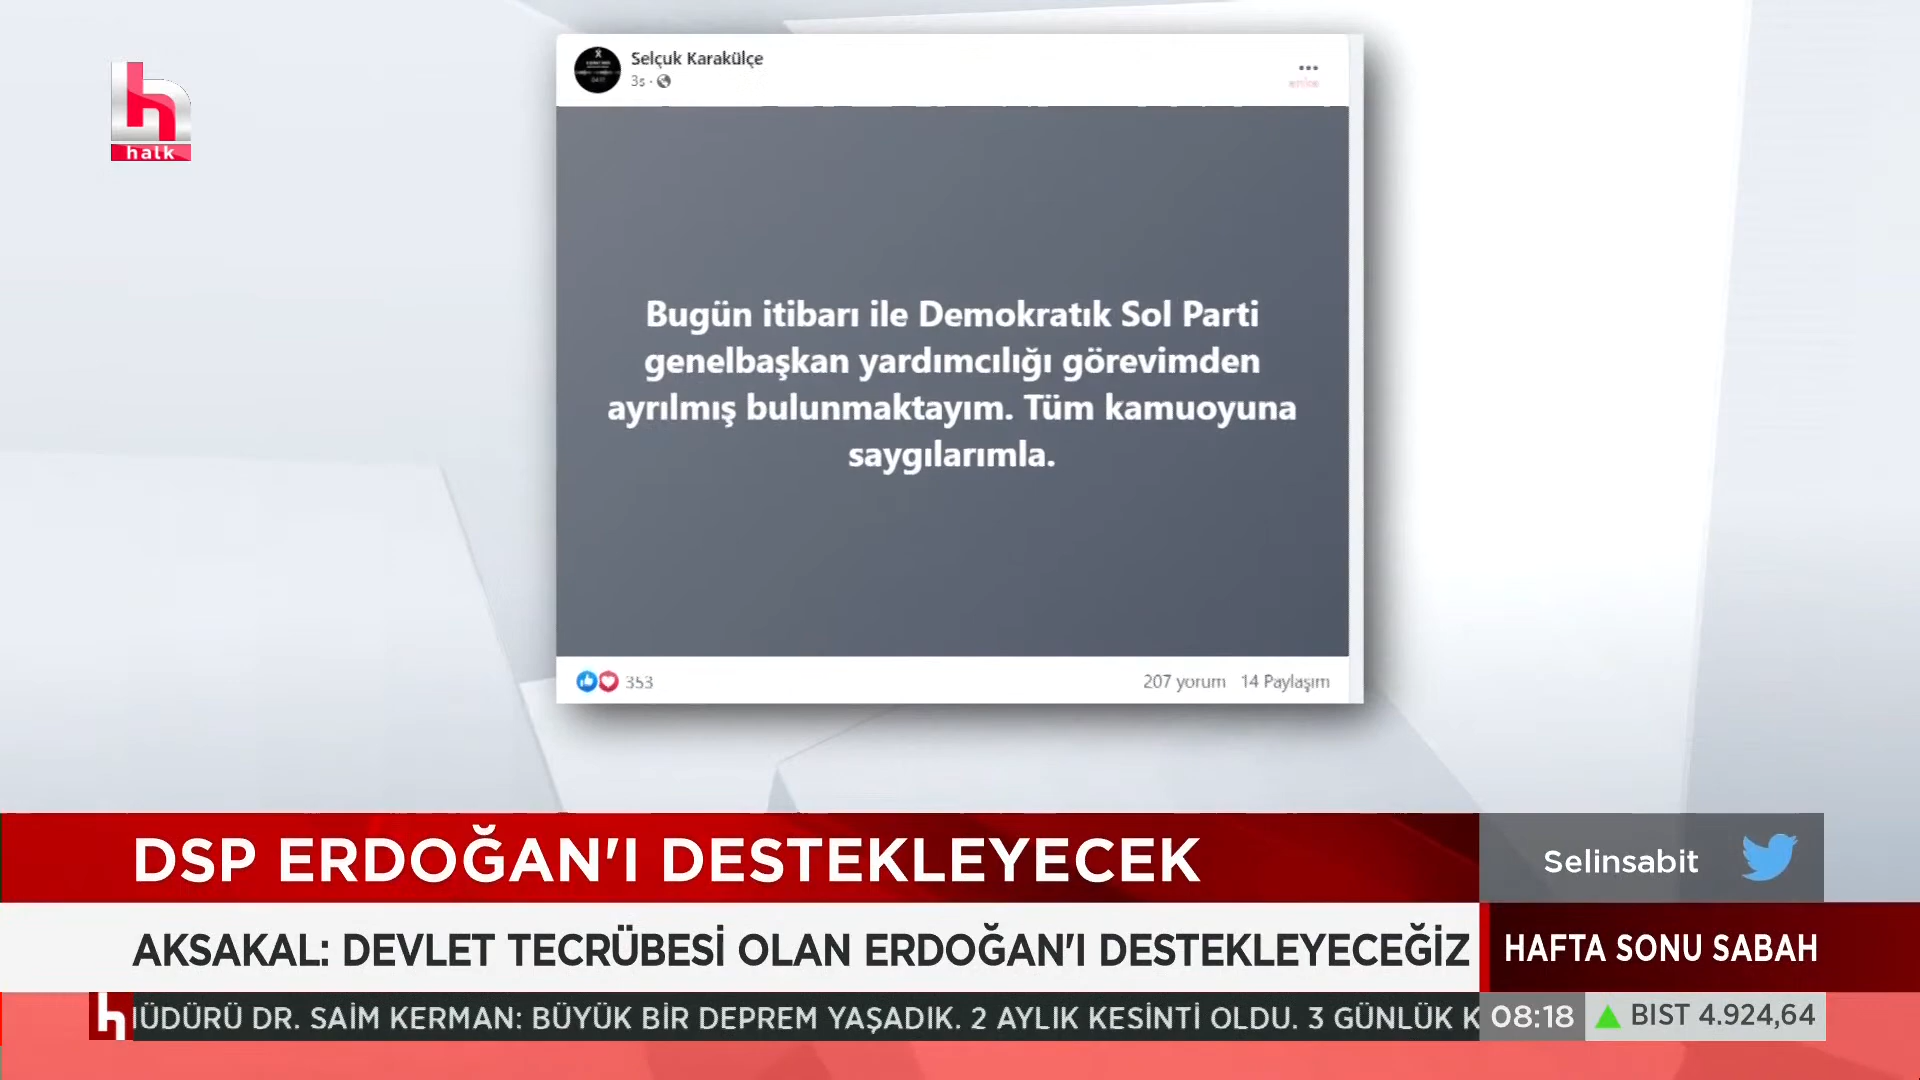 halk
Selçuk Karakülçe
3s ·
Bugün itibarı ile Demokratık Sol Parti
genelbaşkan yardımcılığı görevimden
ayrılmış bulunmaktayım. Tüm kamuoyuna
saygılarımla.
353
207 yorum 14 Paylaşım
DSP ERDOĞAN'I DESTEKLEYECEK
Selinsabit
AKSAKAL: DEVLET TECRÜBESİ OLAN ERDOĞAN'I DESTEKLEYECEĞİZ
HAFTA SONU SABAH
ÜDÜRÜ DR. SAİM KERMAN: BÜYÜK BİR DEPREM YAŞADIK. 2 AYLIK KESİNTİ OLDU. 3 GÜNLÜK K
08:18
BIST 4.924,64